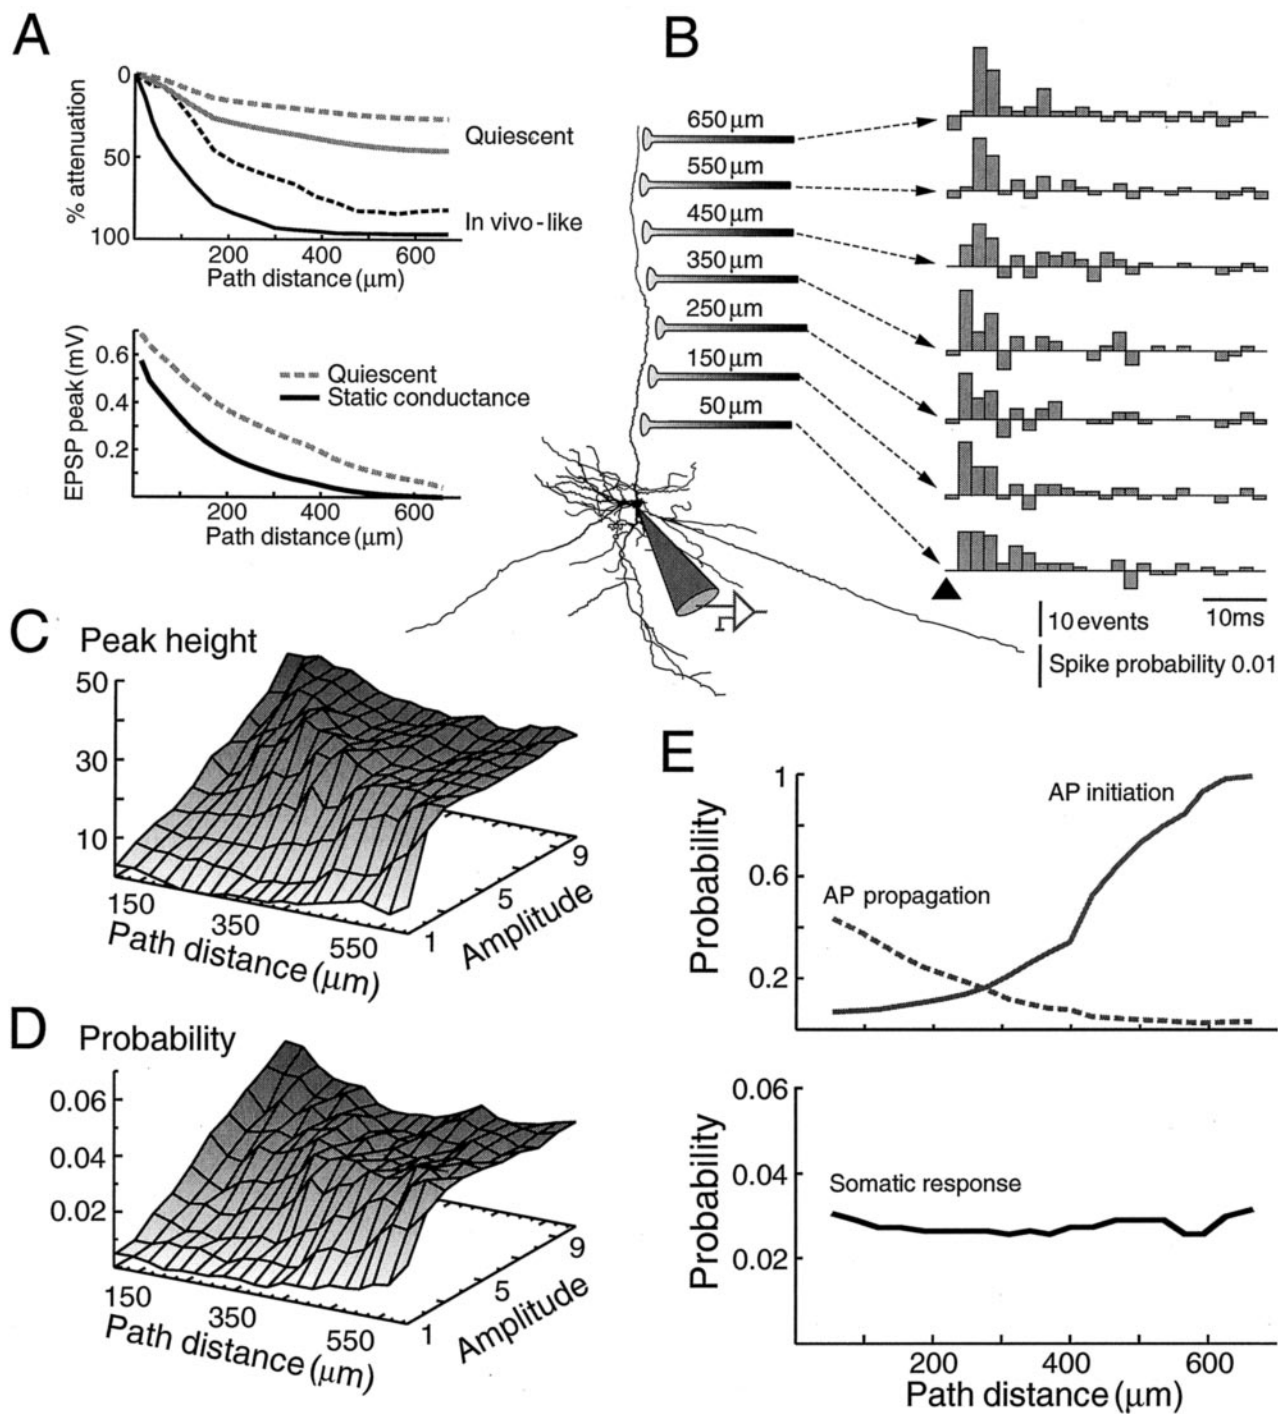 A
0
50
100
% attenuation
Quiescent
In vivo-like
200 400 600
Path distance (µm)
0.6
0.4
0.2
EPSP peak (mV)
Quiescent
Static conductance
200 400 600
Path distance (µm)
B
650 µm
550 µm
450 µm
350 µm
250 µm
150 µm
50 µm
10 events
10ms
Spike probability 0.01
C
Peak height
50
30
10
150 350 550
Path distance (µm)
1 5 9
Amplitude
D
Probability
0.06
0.04
0.02
150 350 550
Path distance (µm)
1 5 9
Amplitude
E
1
0.6
0.2
Probability
AP initiation
AP propagation
0.06
0.04
0.02
Probability
Somatic response
200 400 600
Path distance (µm)